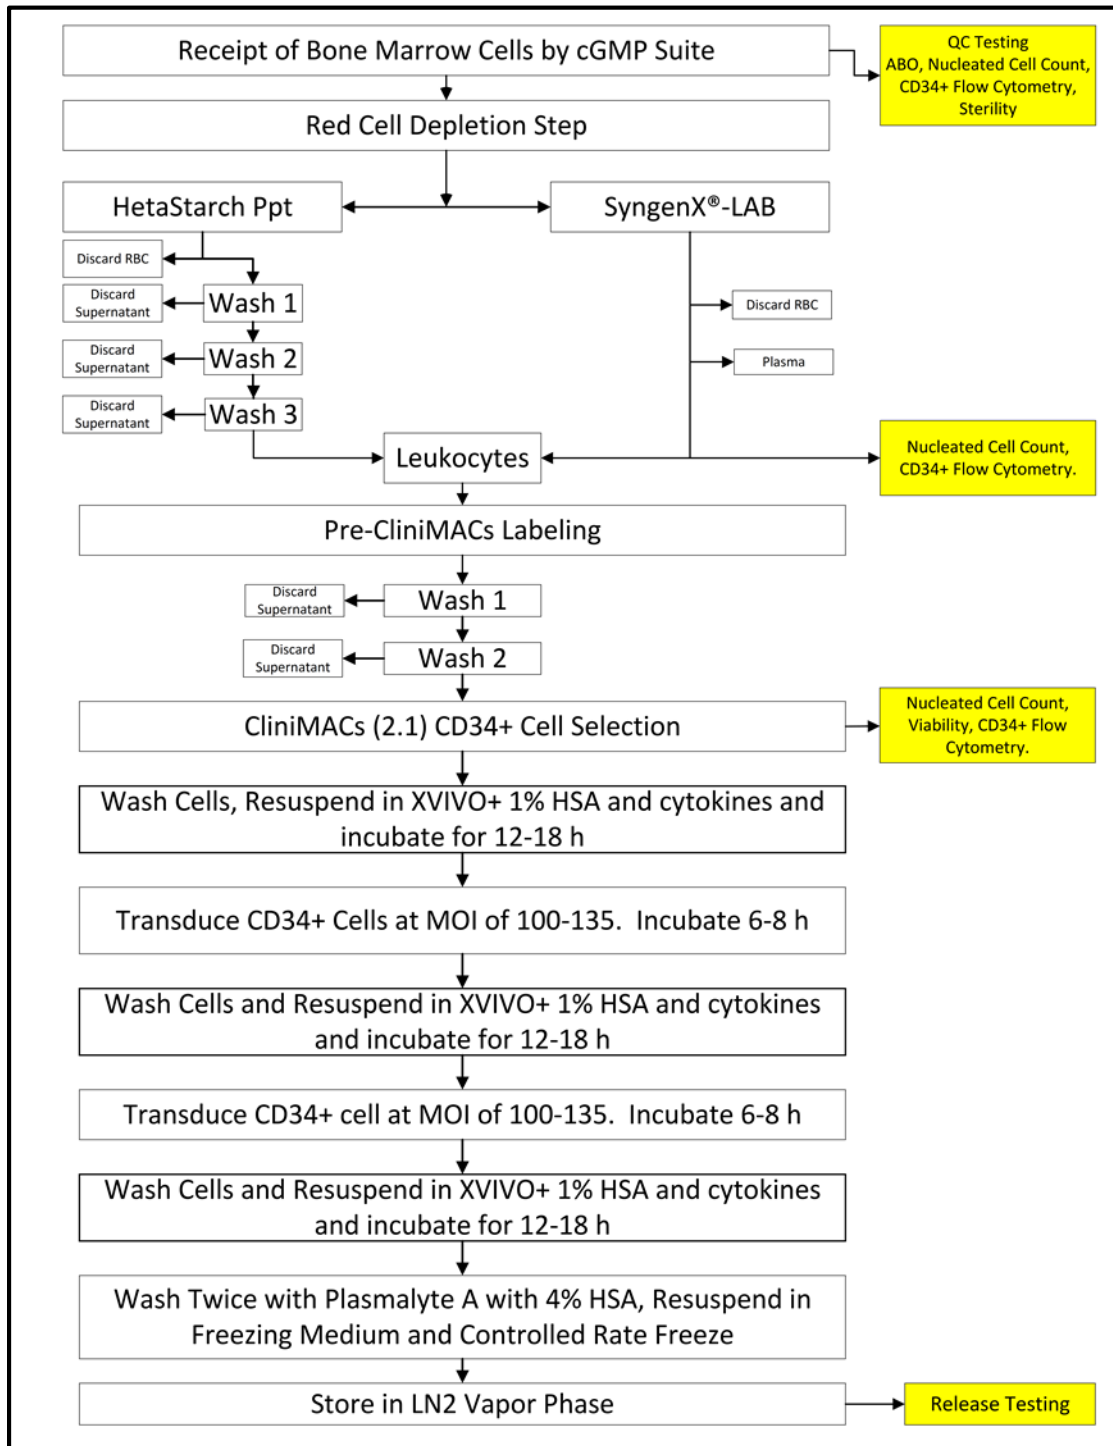 Receipt of Bone Marrow Cells by cGMP Suite
QC Testing
ABO, Nucleated Cell Count,
CD34+ Flow Cytometry,
Sterility
Red Cell Depletion Step
HetaStarch Ppt
SyngenX®-LAB
Discard RBC
Discard
Supernatant
Wash 1
Discard RBC
Discard
Supernatant
Wash 2
Plasma
Discard
Supernatant
Wash 3
Leukocytes
Nucleated Cell Count,
CD34+ Flow Cytometry.
Pre-CliniMACs Labeling
Discard
Supernatant
Wash 1
Discard
Supernatant
Wash 2
CliniMACs (2.1) CD34+ Cell Selection
Nucleated Cell Count,
Viability, CD34+ Flow
Cytometry.
Wash Cells, Resuspend in XVIVO+ 1% HSA and cytokines and
incubate for 12-18 h
Transduce CD34+ Cells at MOI of 100-135.  Incubate 6-8 h
Wash Cells and Resuspend in XVIVO+ 1% HSA and cytokines
and incubate for 12-18 h
Transduce CD34+ cell at MOI of 100-135.  Incubate 6-8 h
Wash Cells and Resuspend in XVIVO+ 1% HSA and cytokines
and incubate for 12-18 h
Wash Twice with Plasmalyte A with 4% HSA, Resuspend in
Freezing Medium and Controlled Rate Freeze
Store in LN2 Vapor Phase
Release Testing